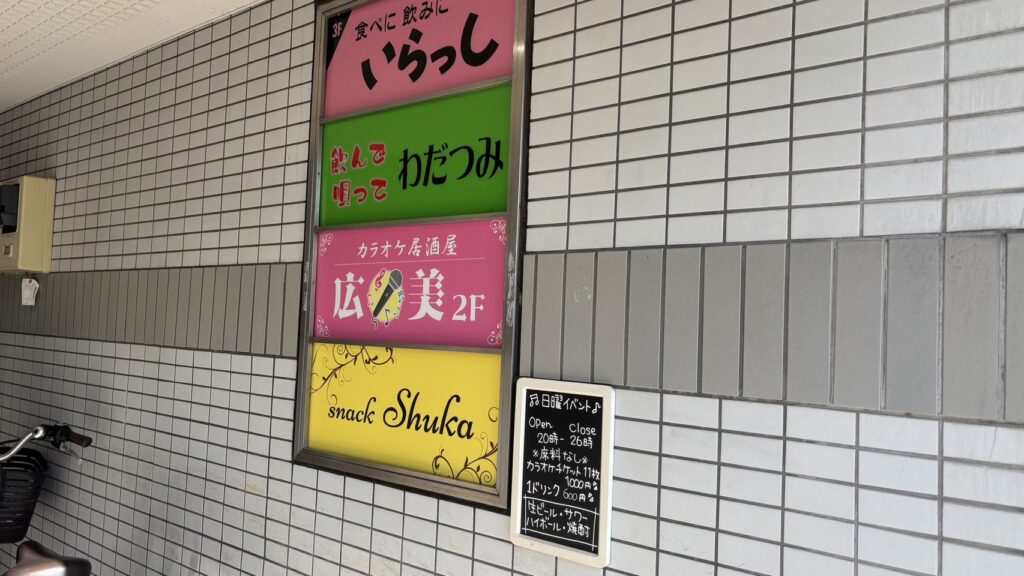 3F
食べに 飲みに
いらっし
飲んで
唄って
わだつみ
カラオケ居酒屋
広美 2F
snack Shuka
♫日曜イベント♪
Open Close
20時-26時
※席料なし※
カラオケチケット11枚
1000円
1ドリンク 600円
生ビール・サワー
ハイボール・焼酎